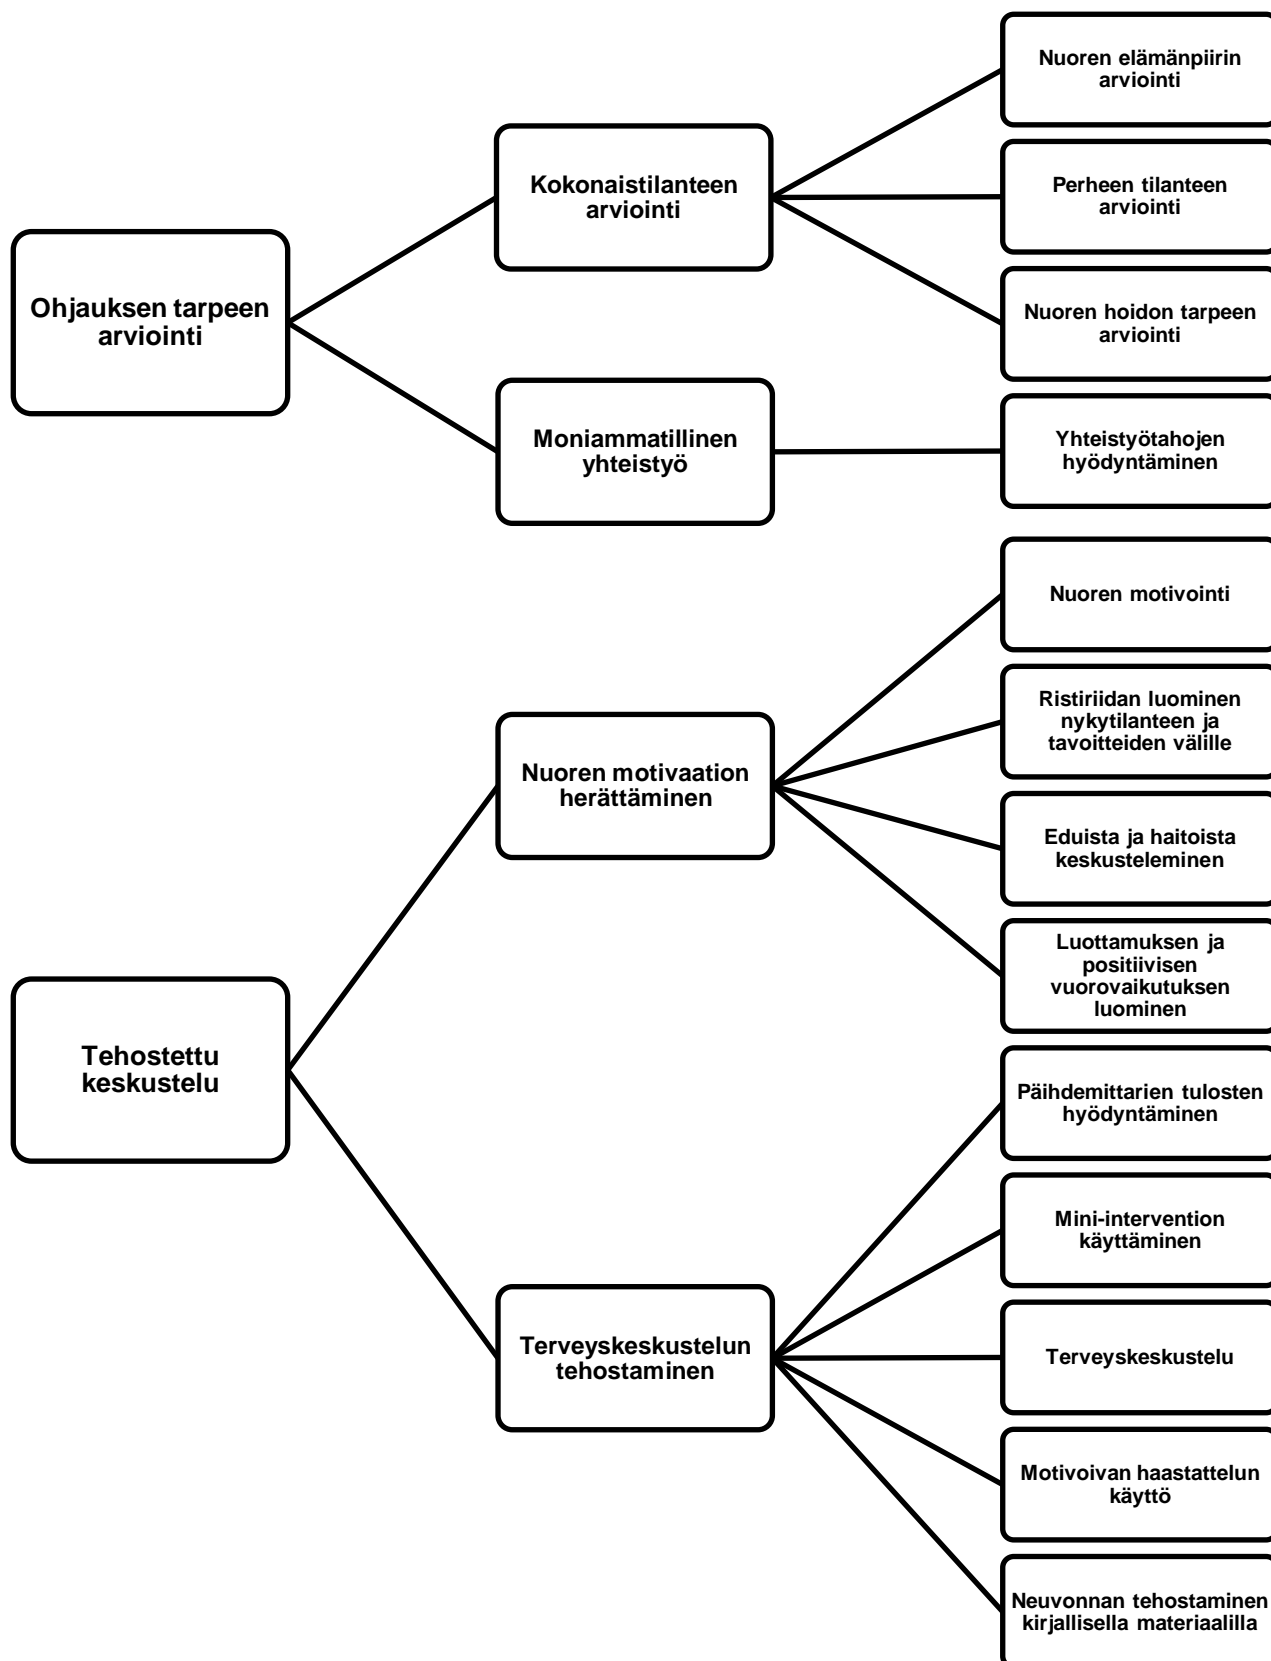 Ohjauksen tarpeen
arviointi
Kokonaistilanteen
arviointi
Nuoren elämänpiirin
arviointi
Perheen tilanteen
arviointi
Nuoren hoidon tarpeen
arviointi
Moniammatillinen
yhteistyö
Yhteistyötahojen
hyödyntäminen
Tehostettu
keskustelu
Nuoren motivaation
herättäminen
Nuoren motivointi
Ristiriidan luominen
nykytilanteen ja
tavoitteiden välille
Eduista ja haitoista
keskusteleminen
Luottamuksen ja
positiivisen
vuorovaikutuksen
luominen
Terveyskeskustelun
tehostaminen
Päihdemittarien tulosten
hyödyntäminen
Mini-intervention
käyttäminen
Terveyskeskustelu
Motivoivan haastattelun
käyttö
Neuvonnan tehostaminen
kirjallisella materiaalilla